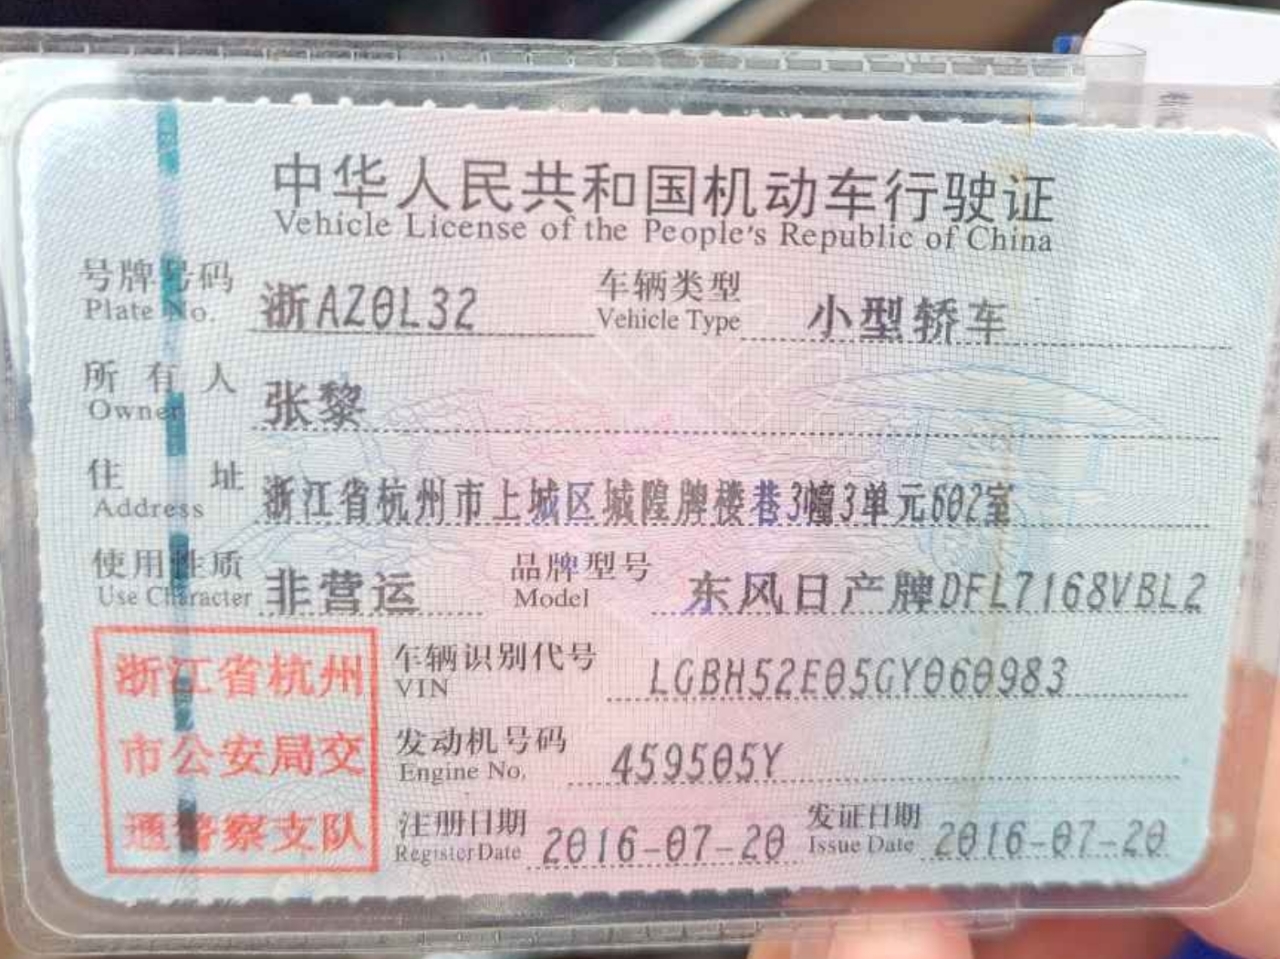 中华人民共和国机动车行驶证
Vehicle License of the People's Republic of China
号牌号码 浙AZ0L32 车辆类型 小型轿车
Plate No. Vehicle Type
所有人 张黎
Owner
住址 浙江省杭州市上城区城隍牌楼巷3幢3单元602室
Address
使用性质 非营运 品牌型号 东风日产牌DFL7168VBL2
Use Character Model
浙江省杭州
市公安局交
通警察支队
车辆识别代号 LGBH52E05GY060983
VIN
发动机号码 459505Y
Engine No.
注册日期 2016-07-20 发证日期 2016-07-20
Register Date Issue Date